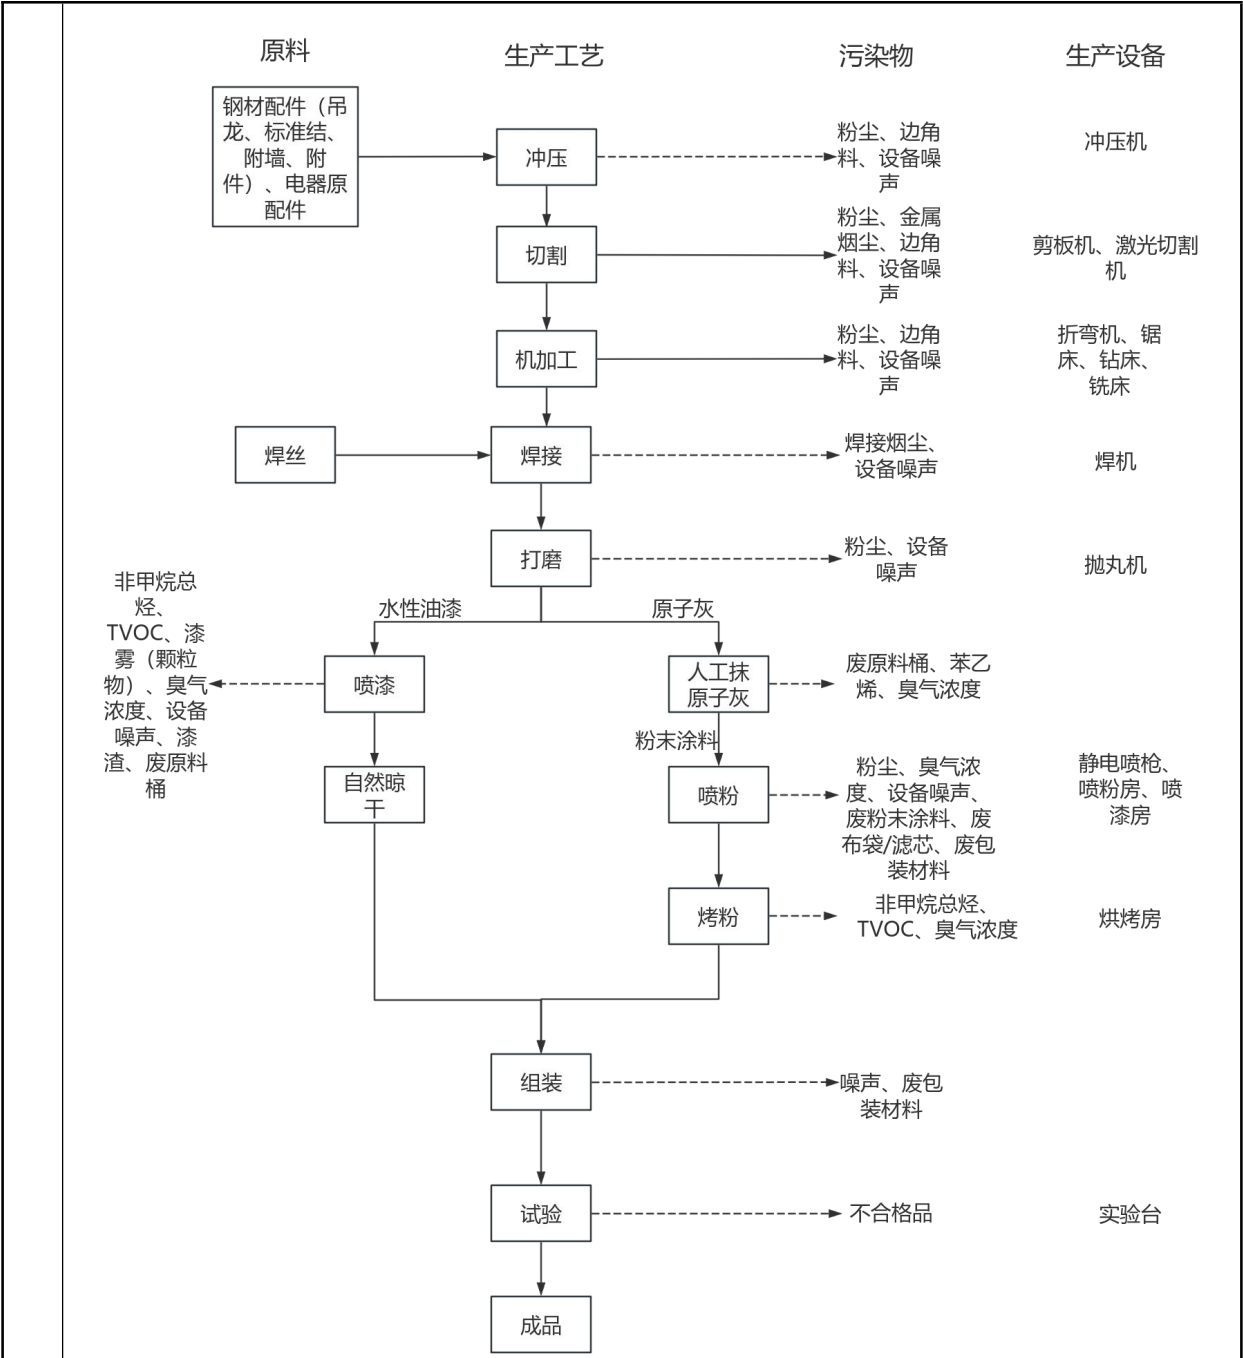 原料
生产工艺
污染物
生产设备
钢材配件（吊
龙、标准结、
附墙、附
件）、电器原
配件
冲压
粉尘、边角
料、设备噪
声
冲压机
切割
粉尘、金属
烟尘、边角
料、设备噪
声
剪板机、激光切割
机
机加工
粉尘、边角
料、设备噪
声
折弯机、锯
床、钻床、
铣床
焊丝
焊接
焊接烟尘、
设备噪声
焊机
打磨
粉尘、设备
噪声
抛丸机
水性油漆
原子灰
非甲烷总
烃、
TVOC、漆
雾（颗粒
物）、臭气
浓度、设备
噪声、漆
渣、废原料
桶
喷漆
人工抹
原子灰
废原料桶、苯乙
烯、臭气浓度
粉末涂料
自然晾
干
喷粉
粉尘、臭气浓
度、设备噪声、
废粉末涂料、废
布袋/滤芯、废包
装材料
静电喷枪、
喷粉房、喷
漆房
烤粉
非甲烷总烃、
TVOC、臭气浓度
烘烤房
组装
噪声、废包
装材料
试验
不合格品
实验台
成品